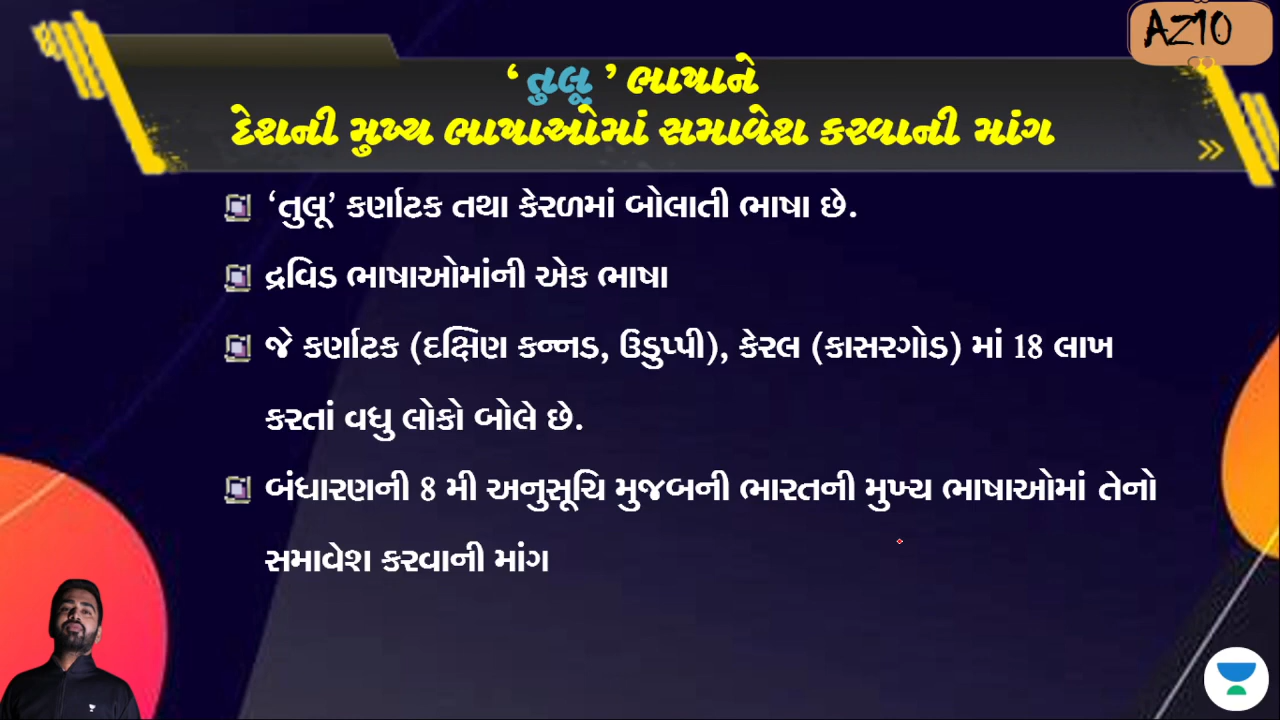 AZ10
‘ તુલૂ ’ ભાષાને
દેશની મુખ્ય ભાષાઓમાં સમાવેશ કરવાની માંગ
‘તુલૂ’ કર્ણાટક તથા કેરળમાં બોલાતી ભાષા છે.
દ્રવિડ ભાષાઓમાંની એક ભાષા
જે કર્ણાટક (દક્ષિણ કન્નડ, ઉડુપ્પી), કેરલ (કાસરગોડ) માં 18 લાખ
કરતાં વધુ લોકો બોલે છે.
બંધારણની 8 મી અનુસૂચિ મુજબની ભારતની મુખ્ય ભાષાઓમાં તેનો
સમાવેશ કરવાની માંગ